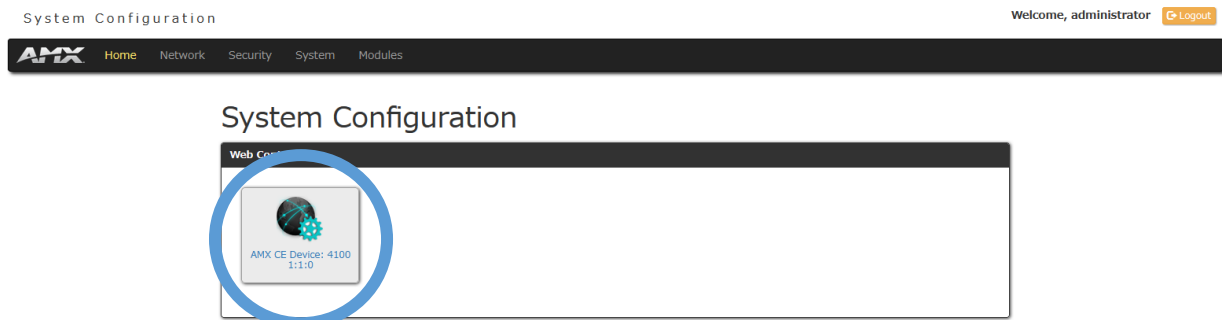 System Configuration
Welcome, administrator
Logout
AMX
Home Network Security System Modules
System Configuration
Web
AMX CE Device: 4100
1:1:0